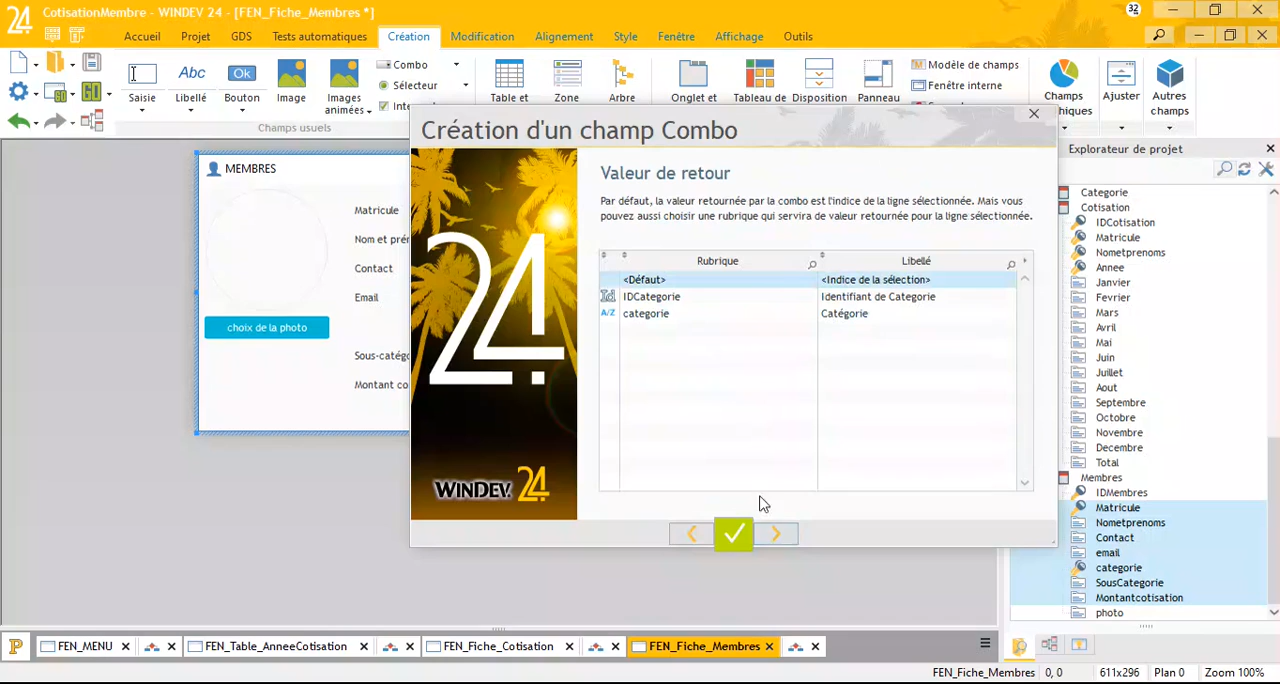 24 CotisationMembre - WINDEV 24 - [FEN_Fiche_Membres *] 32
Accueil Projet GDS Tests automatiques Création Modification Alignement Style Fenêtre Affichage Outils
Abc Ok Combo Modèle de champs
Sélecteur Fenêtre interne
GO GO Saisie Libellé Bouton Image Images animées Table et Zone Arbre Onglet et Tableau de Disposition Panneau Champs Ajuster Autres champs
Champs usuels
Création d'un champ Combo
Explorateur de projet
MEMBRES
Matricule
Nom et pré
Contact
Email
choix de la photo
Sous-catég
Montant co
24
WINDEV 24
Valeur de retour
Par défaut, la valeur retournée par la combo est l'indice de la ligne sélectionnée. Mais vous
pouvez aussi choisir une rubrique qui servira de valeur retournée pour la ligne sélectionnée.
Rubrique Libellé
<Défaut> <Indice de la sélection>
Id IDCategorie Identifiant de Categorie
A/Z categorie Catégorie
Categorie
Cotisation
IDCotisation
Matricule
Nometprenoms
Annee
Janvier
Fevrier
Mars
Avril
Mai
Juin
Juillet
Aout
Septembre
Octobre
Novembre
Decembre
Total
Membres
IDMembres
Matricule
Nometprenoms
Contact
email
categorie
SousCategorie
Montantcotisation
photo
P FEN_MENU FEN_Table_AnneeCotisation FEN_Fiche_Cotisation FEN_Fiche_Membres
FEN_Fiche_Membres 0, 0 611x296 Plan 0 Zoom 100%